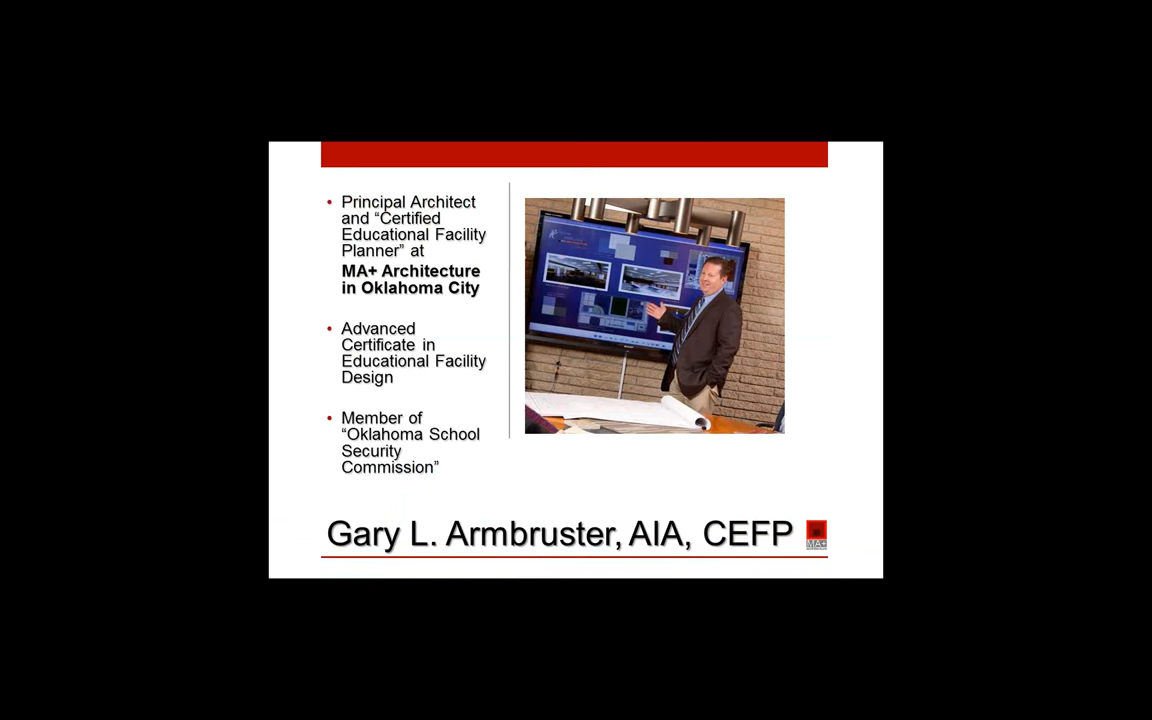 • Principal Architect
and “Certified
Educational Facility
Planner” at
MA+ Architecture
in Oklahoma City
• Advanced
Certificate in
Educational Facility
Design
• Member of
“Oklahoma School
Security
Commission”
Gary L. Armbruster, AIA, CEFP
MA+